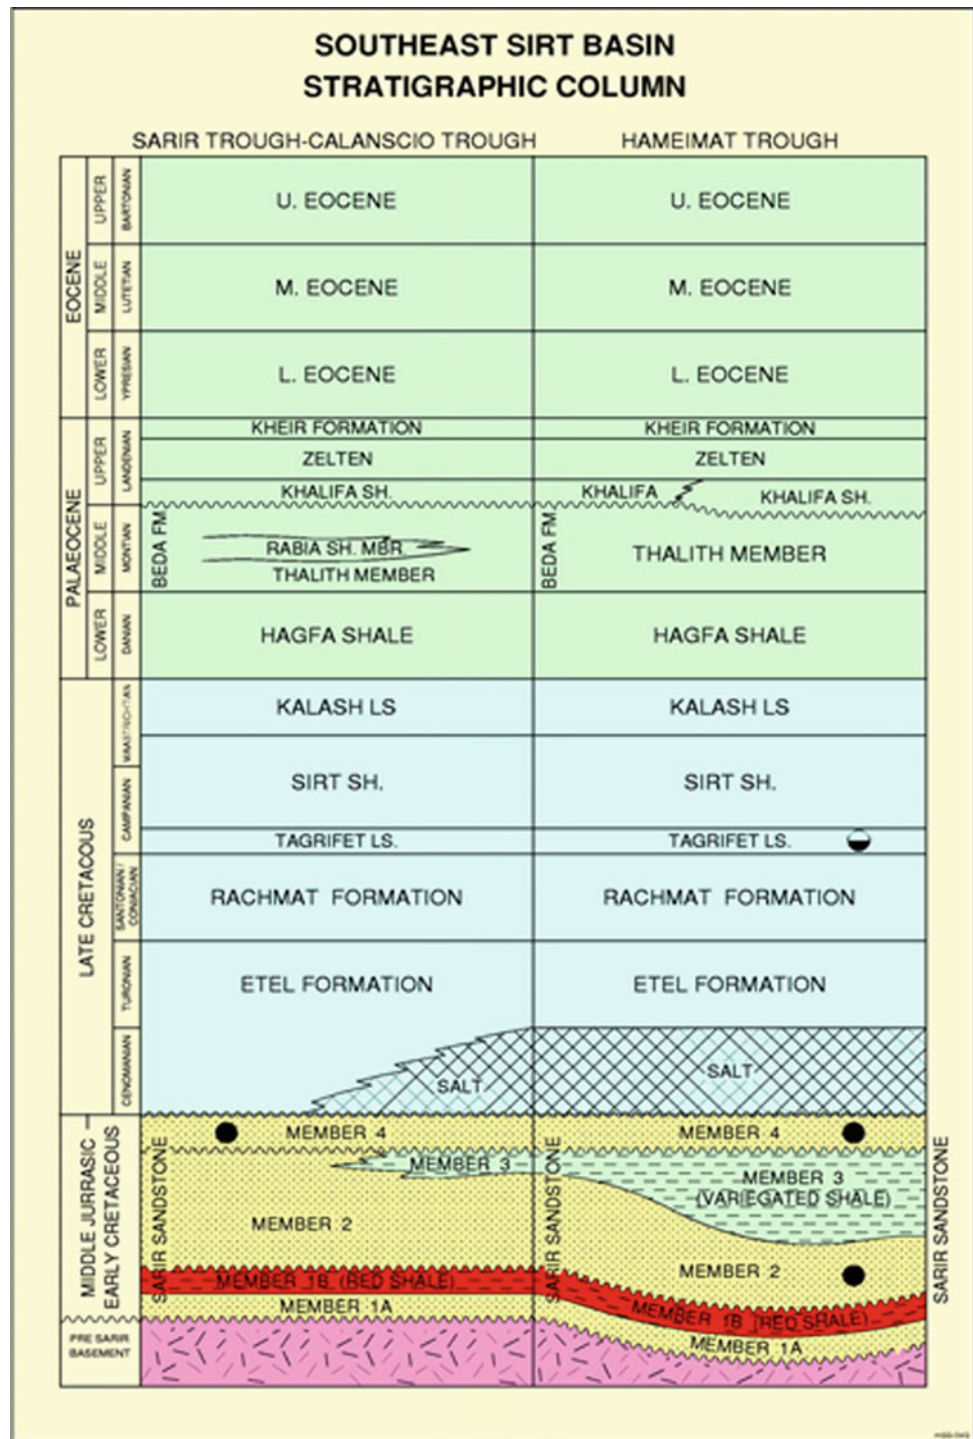 SOUTHEAST SIRT BASIN
STRATIGRAPHIC COLUMN
SARIR TROUGH-CALANSCIO TROUGH
HAMEIMAT TROUGH
EOCENE
UPPER
BARTONIAN
U. EOCENE
U. EOCENE
MIDDLE
LUTETIAN
M. EOCENE
M. EOCENE
LOWER
YPRESIAN
L. EOCENE
L. EOCENE
PALAEOCENE
UPPER
LANDENIAN
KHEIR FORMATION
KHEIR FORMATION
ZELTEN
ZELTEN
KHALIFA SH.
KHALIFA
KHALIFA SH.
MIDDLE
MONTIAN
BEDA FM
RABIA SH. MBR
THALITH MEMBER
BEDA FM
THALITH MEMBER
LOWER
DANIAN
HAGFA SHALE
HAGFA SHALE
LATE CRETACOUS
MAASTRICHTIAN
KALASH LS
KALASH LS
CAMPANIAN
SIRT SH.
SIRT SH.
TAGRIFET LS.
TAGRIFET LS.
SANTONIAN /
CONIACIAN
RACHMAT FORMATION
RACHMAT FORMATION
TURONIAN
ETEL FORMATION
ETEL FORMATION
CENOMANIAN
SALT
SALT
MIDDLE JURRASIC –
EARLY CRETACEOUS
SARIR SANDSTONE
MEMBER 4
SARIR SANDSTONE
MEMBER 4
SARIR SANDSTONE
MEMBER 3
MEMBER 3
(VARIEGATED SHALE)
MEMBER 2
MEMBER 2
MEMBER 1B (RED SHALE)
MEMBER 1B (RED SHALE)
MEMBER 1A
MEMBER 1A
PRE SARIR
BASEMENT